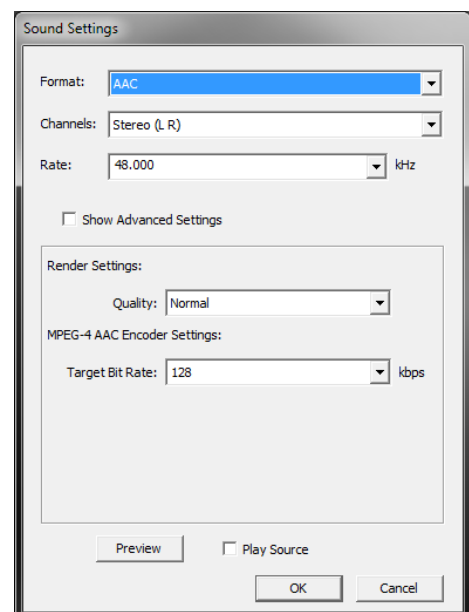 Sound Settings
Format: AAC
Channels: Stereo (L R)
Rate: 48.000 kHz
Show Advanced Settings
Render Settings:
Quality: Normal
MPEG-4 AAC Encoder Settings:
Target Bit Rate: 128 kbps
Preview Play Source
OK Cancel